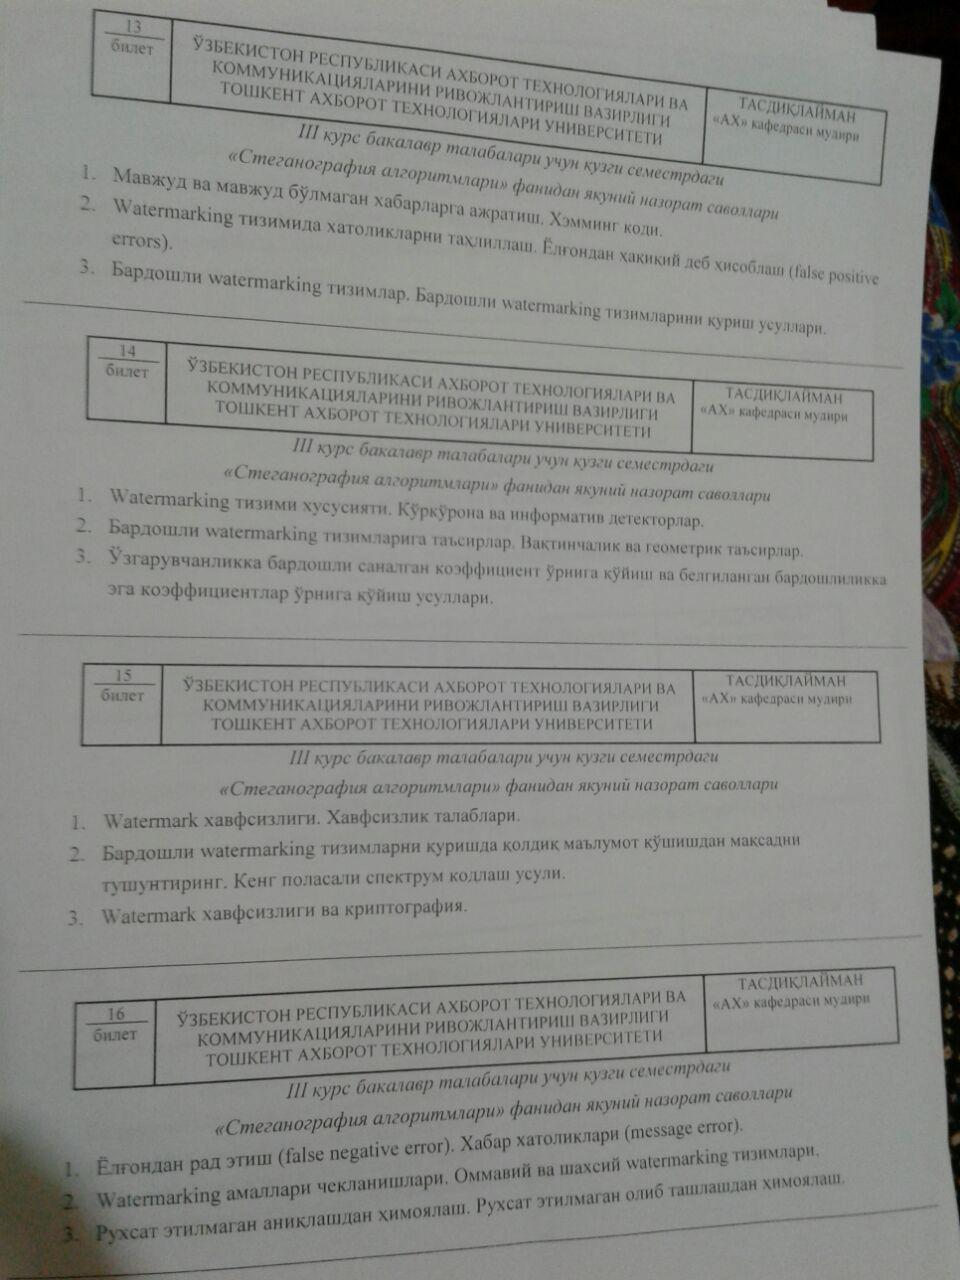 13
билет
ЎЗБЕКИСТОН РЕСПУБЛИКАСИ АХБОРОТ ТЕХНОЛОГИЯЛАРИ ВА
КОММУНИКАЦИЯЛАРИНИ РИВОЖЛАНТИРИШ ВАЗИРЛИГИ
ТОШКЕНТ АХБОРОТ ТЕХНОЛОГИЯЛАРИ УНИВЕРСИТЕТИ
ТАСДИҚЛАЙМАН
«АХ» кафедраси мудири
III курс бакалавр талабалари учун кузги семестрдаги
«Стеганография алгоритмлари» фанидан якуний назорат саволлари
1. Мавжуд ва мавжуд бўлмаган хабарларга ажратиш. Хэмминг коди.
2. Watermarking тизимида хатоликларни таҳлиллаш. Ёлғондан ҳақиқий деб ҳисоблаш (false positive
errors).
3. Бардошли watermarking тизимлар. Бардошли watermarking тизимларини қуриш усуллари.
14
билет
ЎЗБЕКИСТОН РЕСПУБЛИКАСИ АХБОРОТ ТЕХНОЛОГИЯЛАРИ ВА
КОММУНИКАЦИЯЛАРИНИ РИВОЖЛАНТИРИШ ВАЗИРЛИГИ
ТОШКЕНТ АХБОРОТ ТЕХНОЛОГИЯЛАРИ УНИВЕРСИТЕТИ
ТАСДИҚЛАЙМАН
«АХ» кафедраси мудири
III курс бакалавр талабалари учун кузги семестрдаги
«Стеганография алгоритмлари» фанидан якуний назорат саволлари
1. Watermarking тизими хусусияти. Кўркўрона ва информатив детекторлар.
2. Бардошли watermarking тизимларига таъсирлар. Вақтинчалик ва геометрик таъсирлар.
3. Ўзгарувчанликка бардошли саналган коэффициент ўрнига қўйиш ва белгиланган бардошлиликка
эга коэффициентлар ўрнига қўйиш усуллари.
15
билет
ЎЗБЕКИСТОН РЕСПУБЛИКАСИ АХБОРОТ ТЕХНОЛОГИЯЛАРИ ВА
КОММУНИКАЦИЯЛАРИНИ РИВОЖЛАНТИРИШ ВАЗИРЛИГИ
ТОШКЕНТ АХБОРОТ ТЕХНОЛОГИЯЛАРИ УНИВЕРСИТЕТИ
ТАСДИҚЛАЙМАН
«АХ» кафедраси мудири
III курс бакалавр талабалари учун кузги семестрдаги
«Стеганография алгоритмлари» фанидан якуний назорат саволлари
1. Watermark хавфсизлиги. Хавфсизлик талаблари.
2. Бардошли watermarking тизимларни қуришда қолдиқ маълумот қўшишдан мақсадни
тушунтиринг. Кенг поласали спектрум кодлаш усули.
3. Watermark хавфсизлиги ва криптография.
16
билет
ЎЗБЕКИСТОН РЕСПУБЛИКАСИ АХБОРОТ ТЕХНОЛОГИЯЛАРИ ВА
КОММУНИКАЦИЯЛАРИНИ РИВОЖЛАНТИРИШ ВАЗИРЛИГИ
ТОШКЕНТ АХБОРОТ ТЕХНОЛОГИЯЛАРИ УНИВЕРСИТЕТИ
ТАСДИҚЛАЙМАН
«АХ» кафедраси мудири
III курс бакалавр талабалари учун кузги семестрдаги
«Стеганография алгоритмлари» фанидан якуний назорат саволлари
1. Ёлғондан рад этиш (false negative error). Хабар хатоликлари (message error).
2. Watermarking амаллари чекланишлари. Оммавий ва шахсий watermarking тизимлари.
3. Рухсат этилмаган аниқлашдан ҳимоялаш. Рухсат этилмаган олиб ташлашдан ҳимоялаш.